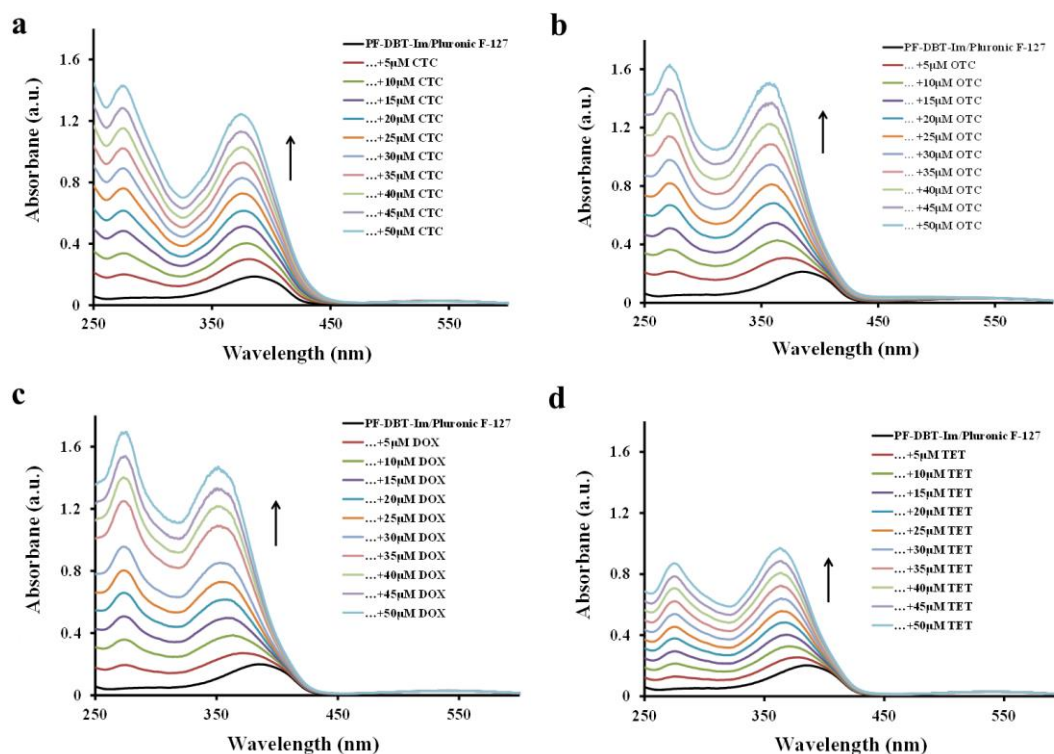 a
PF-DBT-Im/Pluronic F-127
...+5µM CTC
...+10µM CTC
...+15µM CTC
...+20µM CTC
...+25µM CTC
...+30µM CTC
...+35µM CTC
...+40µM CTC
...+45µM CTC
...+50µM CTC
Absorbane (a.u.)
1.6
1.2
0.8
0.4
0
250 350 450 550
Wavelength (nm)
b
PF-DBT-Im/Pluronic F-127
... +5µM OTC
... +10µM OTC
... +15µM OTC
... +20µM OTC
... +25µM OTC
... +30µM OTC
... +35µM OTC
... +40µM OTC
... +45µM OTC
... +50µM OTC
Absorbane (a.u.)
1.6
1.2
0.8
0.4
0
250 350 450 550
Wavelength (nm)
c
PF-DBT-Im/Pluronic F-127
...+5µM DOX
...+10µM DOX
...+15µM DOX
...+20µM DOX
...+25µM DOX
...+30µM DOX
...+35µM DOX
...+40µM DOX
...+45µM DOX
...+50µM DOX
Absorbane (a.u.)
1.6
1.2
0.8
0.4
0
250 350 450 550
Wavelength (nm)
d
PF-DBT-Im/Pluronic F-127
...+5µM TET
...+10µM TET
...+15µM TET
...+20µM TET
...+25µM TET
...+30µM TET
...+35µM TET
...+40µM TET
...+45µM TET
...+50µM TET
Absorbane (a.u.)
1.6
1.2
0.8
0.4
0
250 350 450 550
Wavelength (nm)